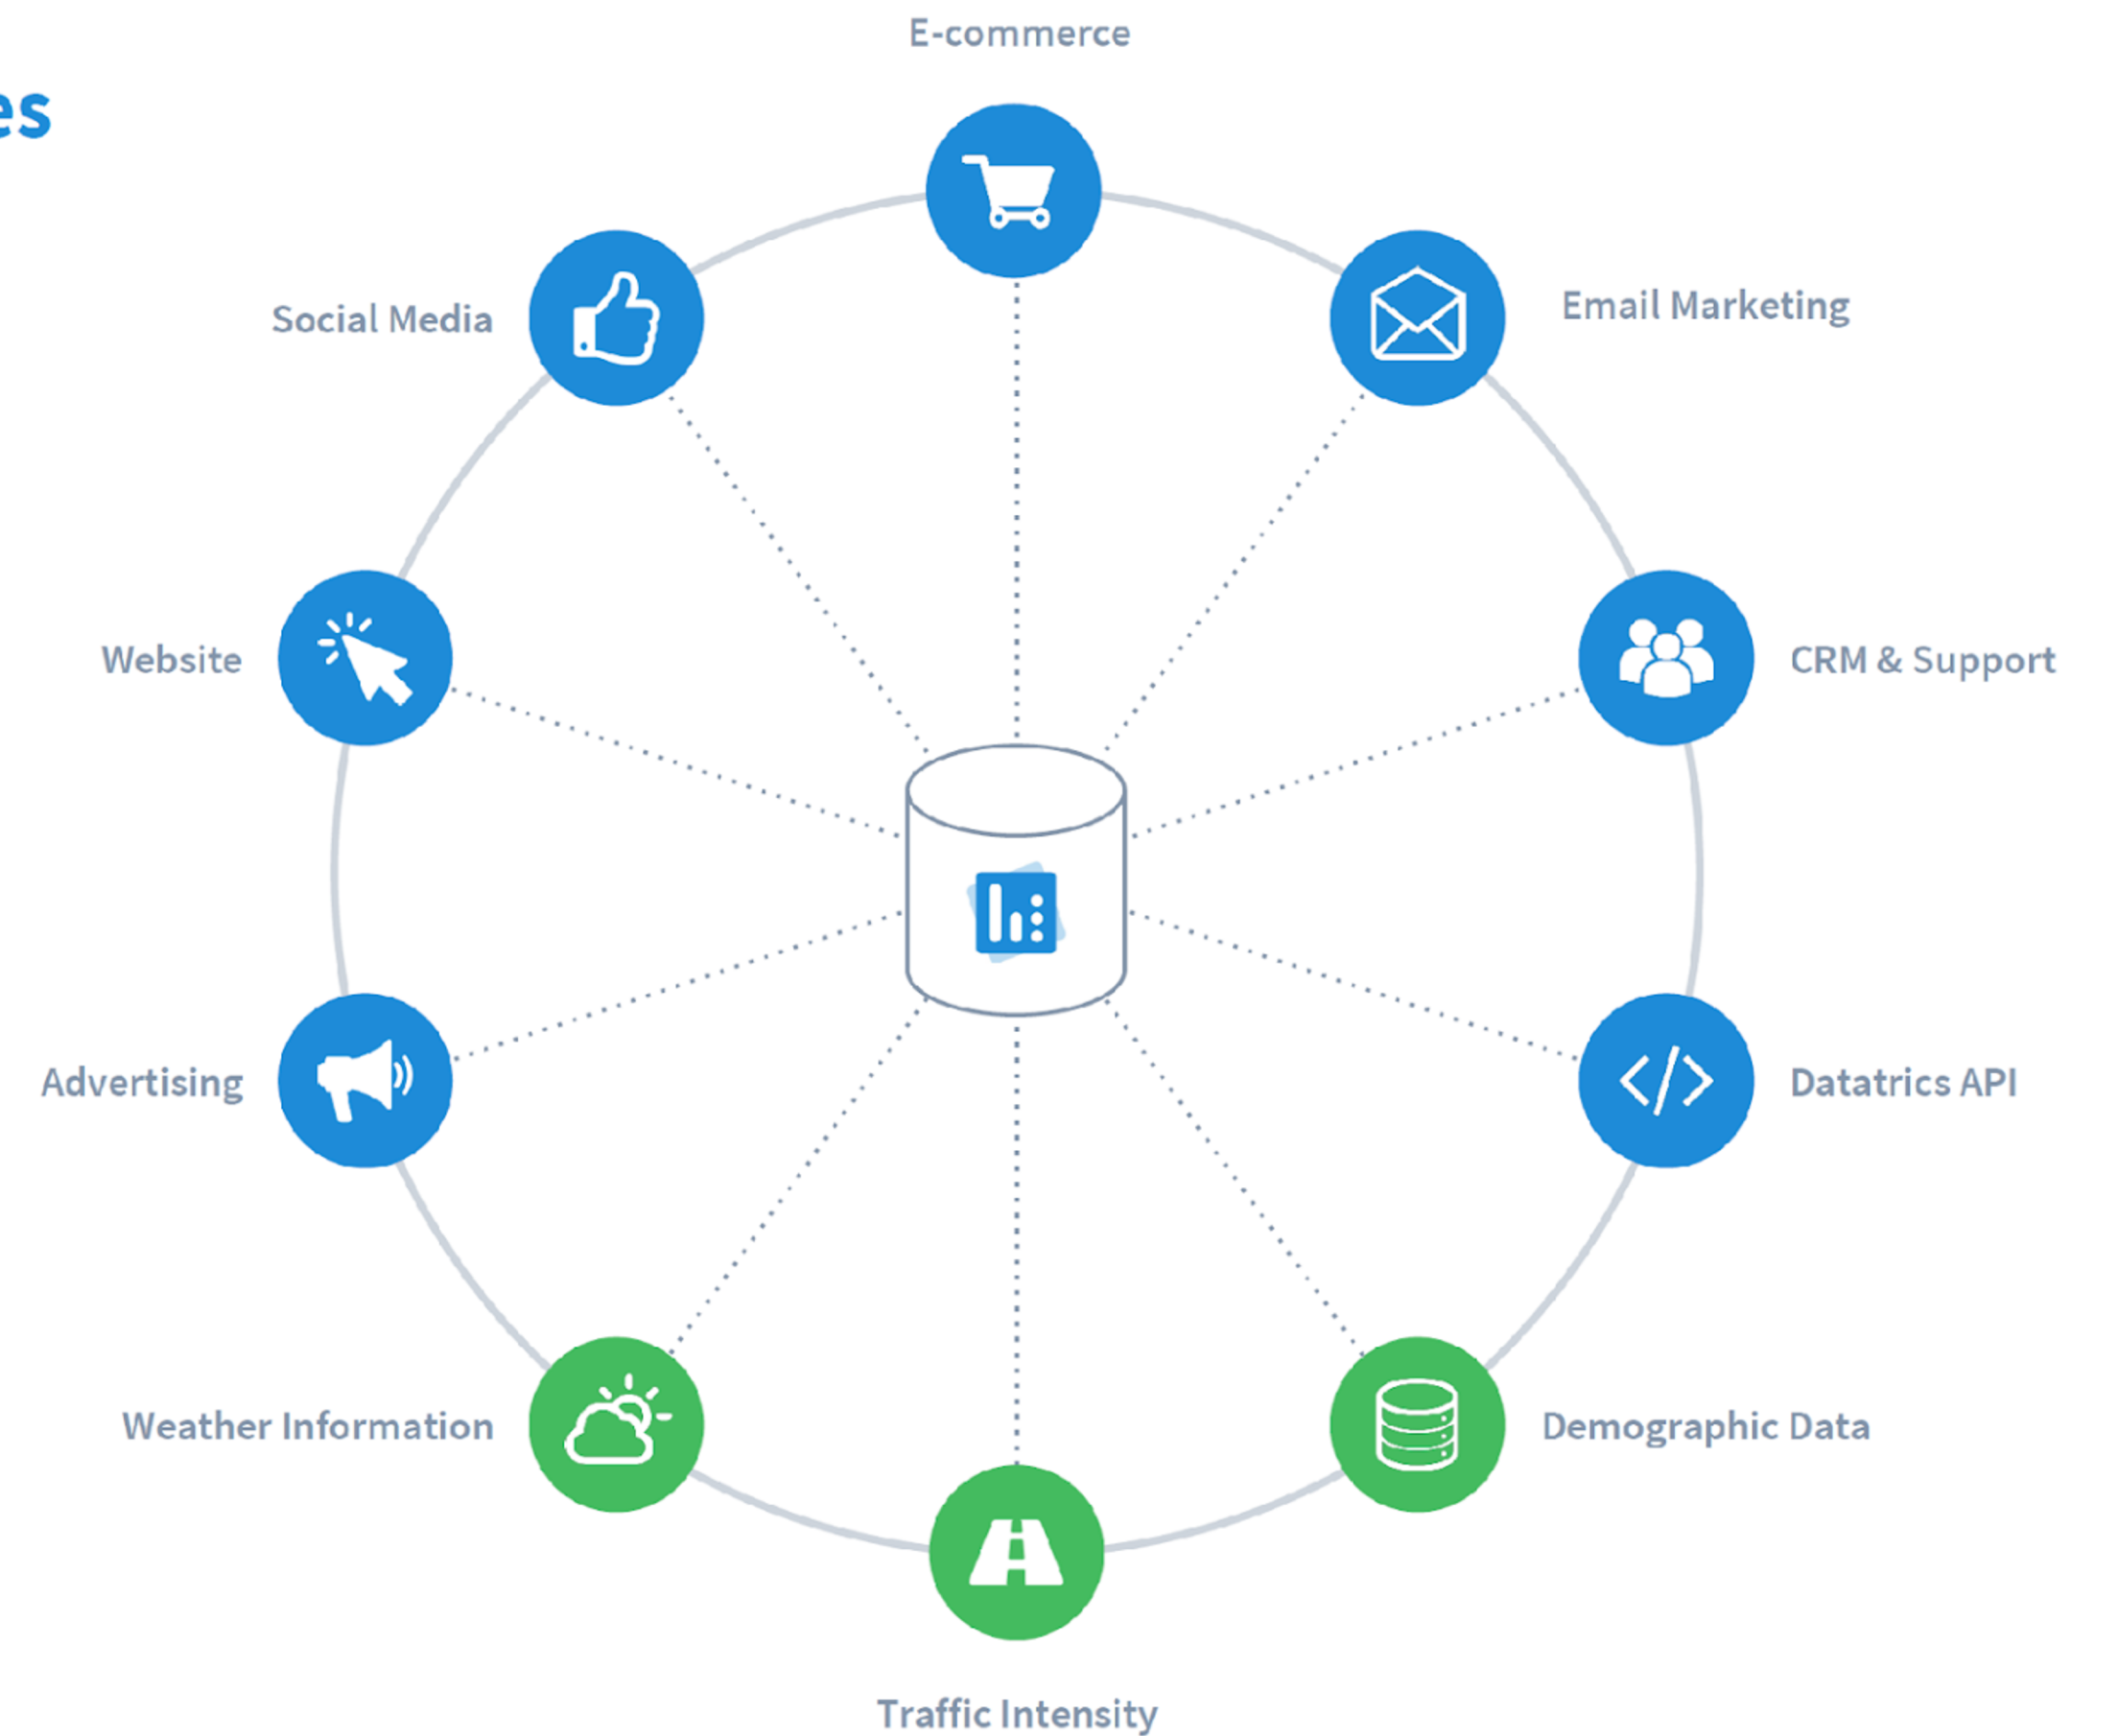 E-commerce
es
Social Media
Email Marketing
Website
CRM & Support
Advertising
Datatrics API
Weather Information
Demographic Data
Traffic Intensity